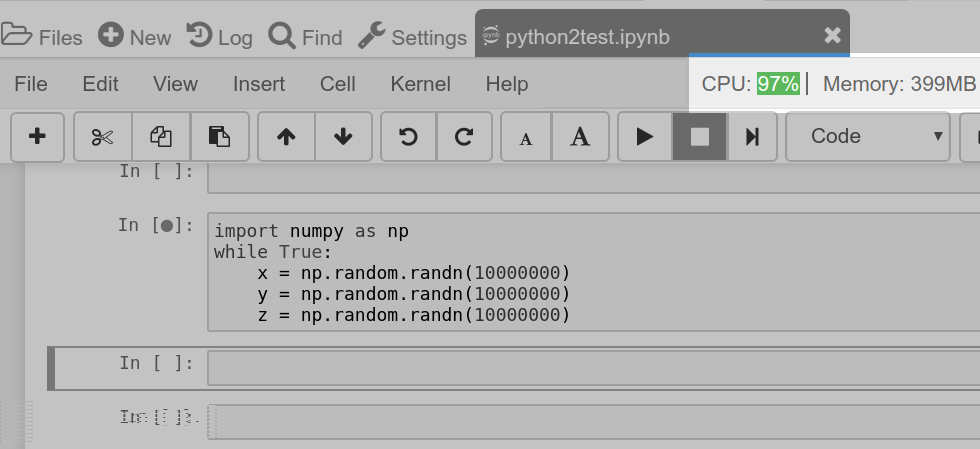 Files New Log Find Settings python2test.ipynb
File Edit View Insert Cell Kernel Help CPU: 97% Memory: 399MB
A A Code
In [ ]:
In [●]:
import numpy as np
while True:
    x = np.random.randn(10000000)
    y = np.random.randn(10000000)
    z = np.random.randn(10000000)
In [ ]:
In [ ]: